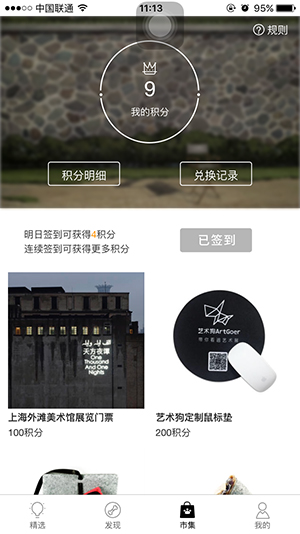 中国联通
11:13
95%
规则
9
我的积分
积分明细
兑换记录
明日签到可获得4积分
连续签到可获得更多积分
已签到
天方夜谭
One
Thousand
And One
Nights
艺术狗ArtGoer
带你看遍艺术展
上海外滩美术馆展览门票
100积分
艺术狗定制鼠标垫
200积分
精选
发现
市集
我的